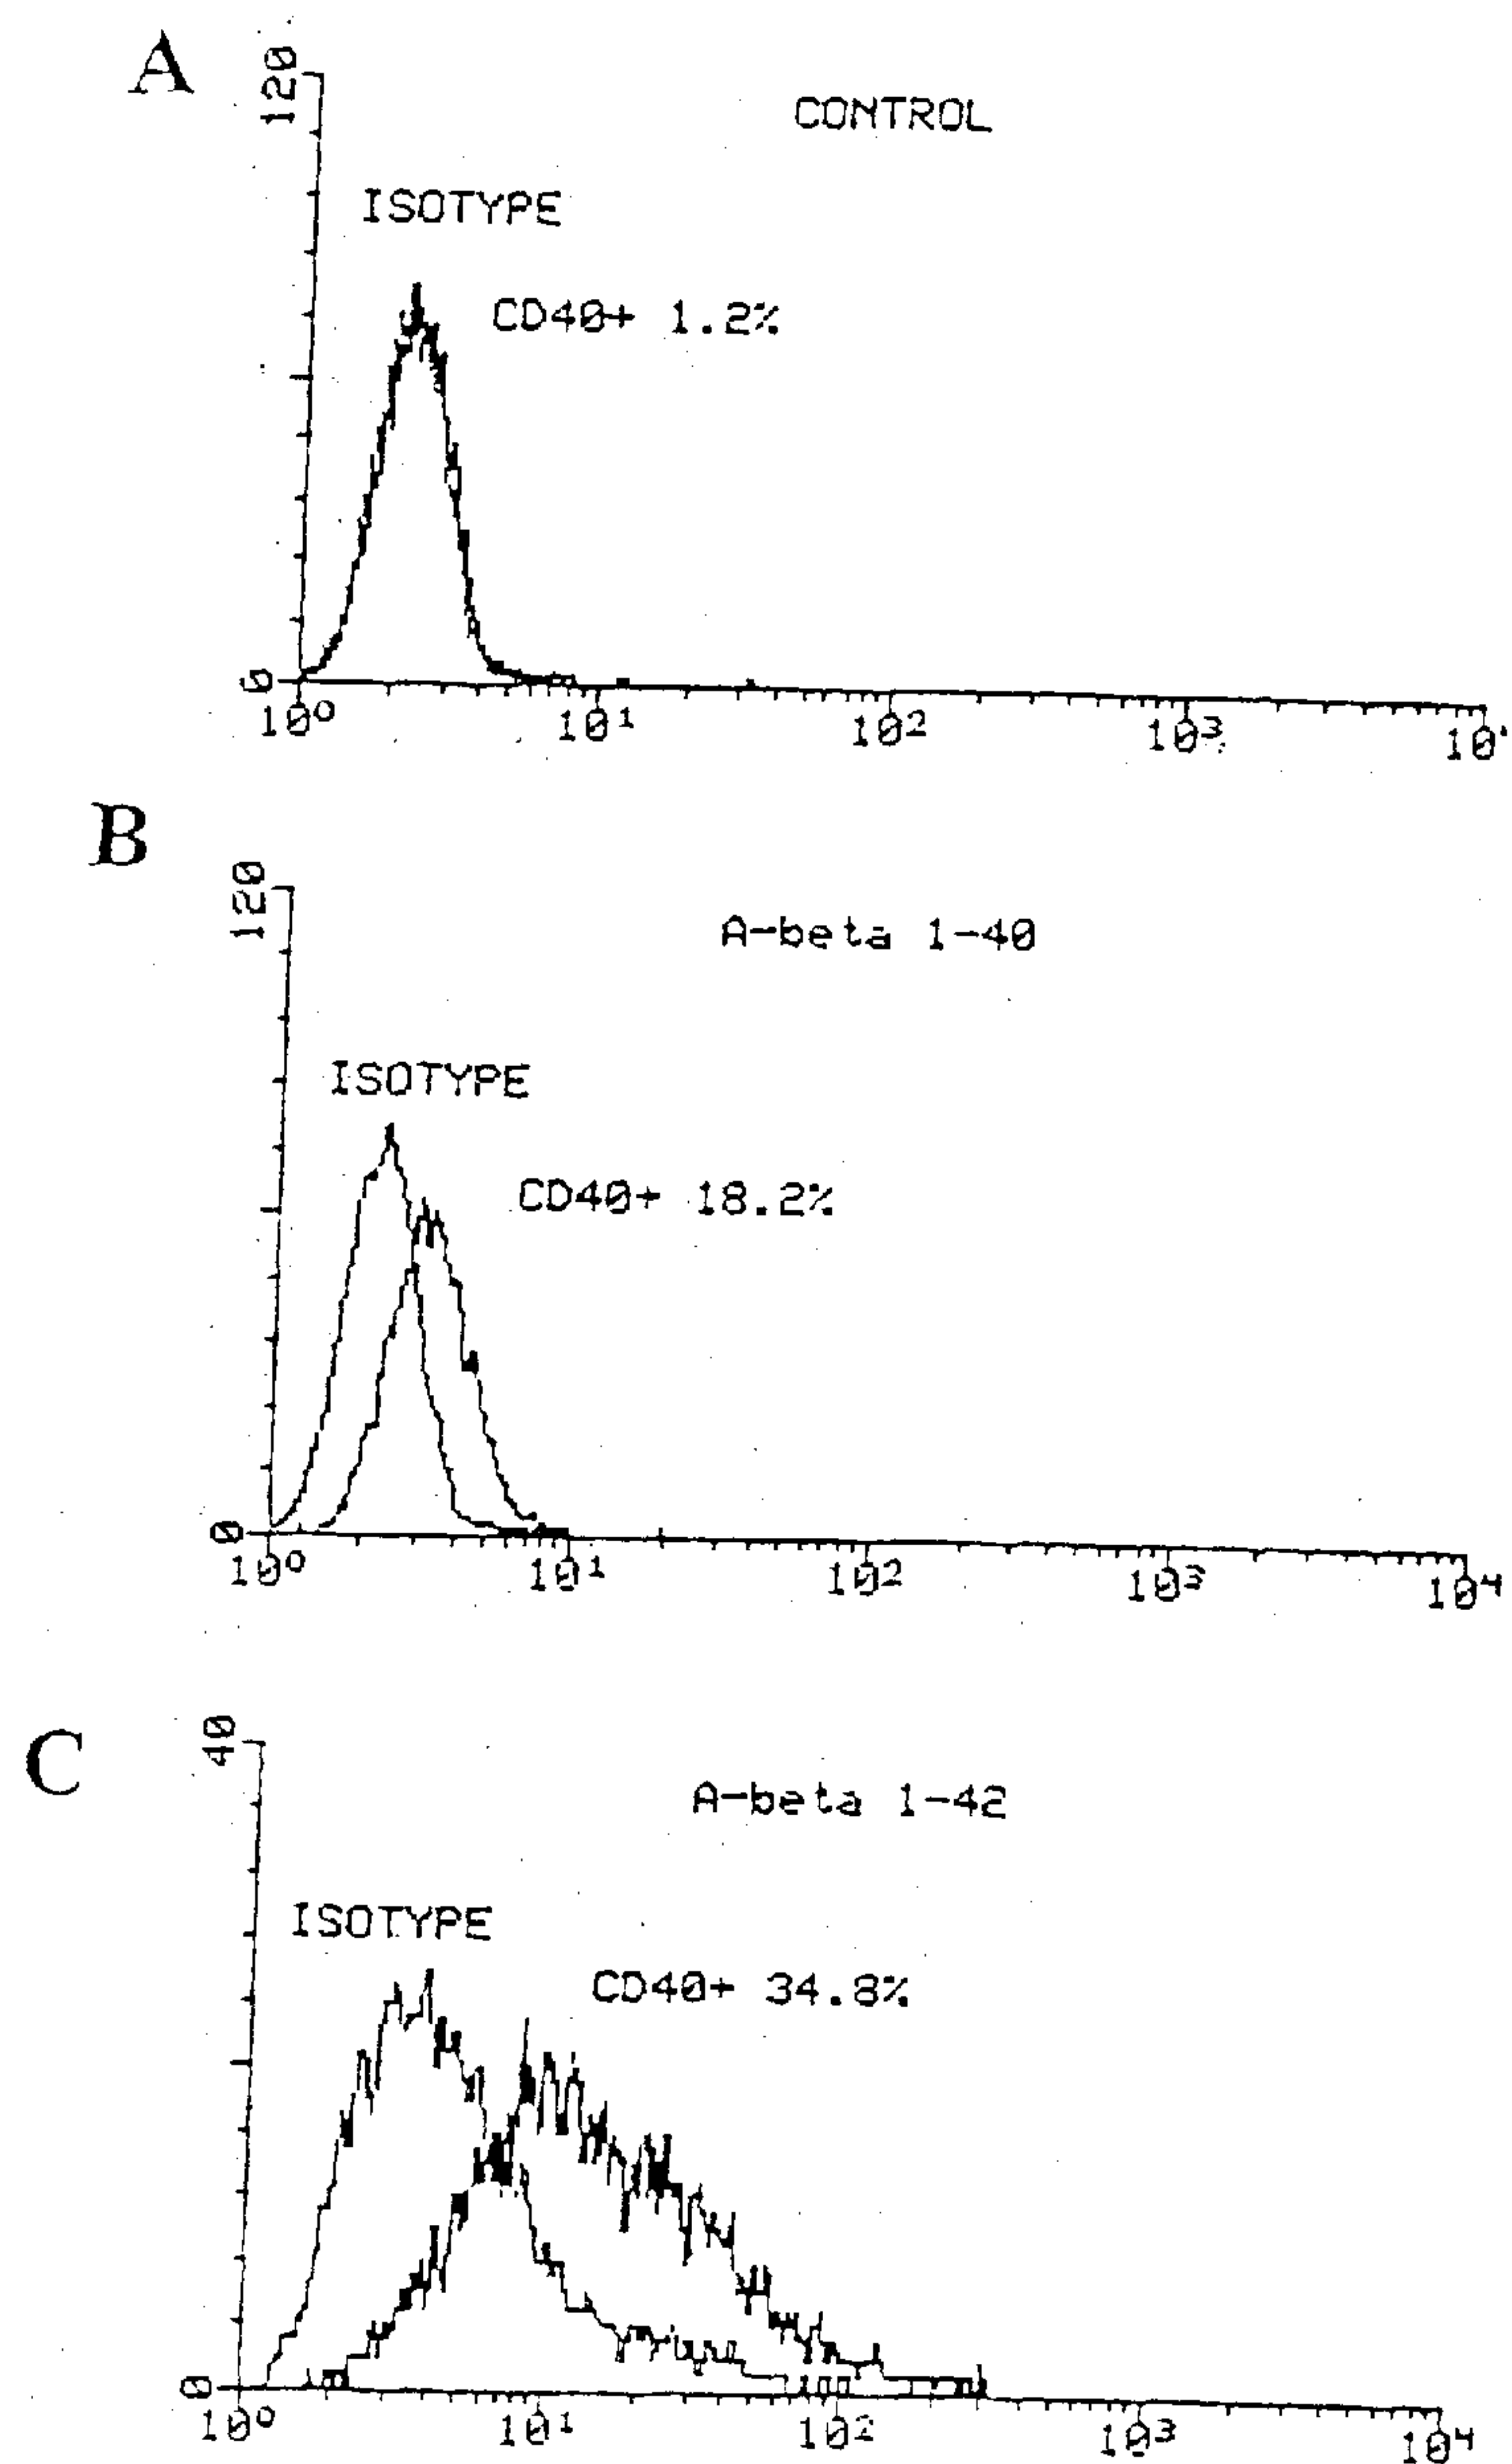 A
120
CONTROL
ISOTYPE
CD40+ 1.2%
0
10⁰ 10¹ 10² 10³ 10
B
120
A-beta 1-40
ISOTYPE
CD40+ 18.2%
0
10⁰ 10¹ 10² 10³ 10⁴
C
40
A-beta 1-42
ISOTYPE
CD40+ 34.8%
0
10⁰ 10¹ 10² 10³ 10⁴